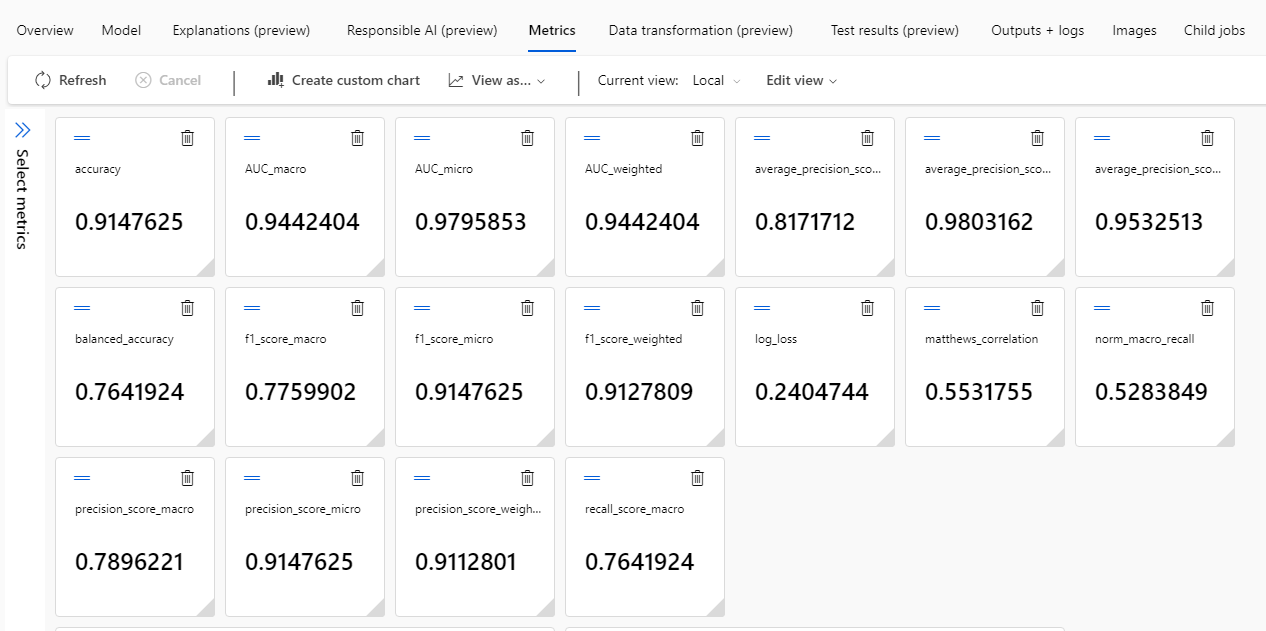 Overview Model Explanations (preview) Responsible AI (preview) Metrics Data transformation (preview) Test results (preview) Outputs + logs Images Child jobs
Refresh Cancel Create custom chart View as... Current view: Local Edit view
Select metrics
accuracy AUC_macro AUC_micro AUC_weighted average_precision_sco... average_precision_sco... average_precision_sco...
0.9147625 0.9442404 0.9795853 0.9442404 0.8171712 0.9803162 0.9532513
balanced_accuracy f1_score_macro f1_score_micro f1_score_weighted log_loss matthews_correlation norm_macro_recall
0.7641924 0.7759902 0.9147625 0.9127809 0.2404744 0.5531755 0.5283849
precision_score_macro precision_score_micro precision_score_weigh... recall_score_macro
0.7896221 0.9147625 0.9112801 0.7641924